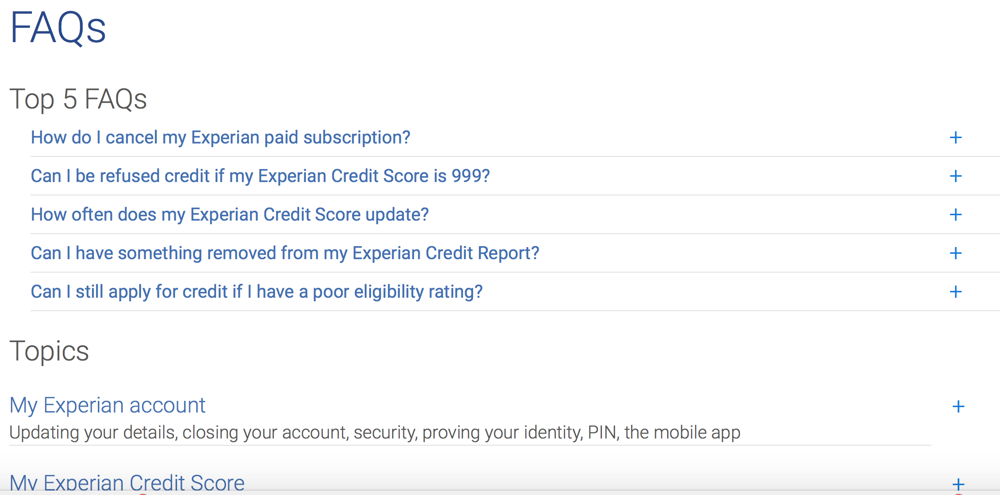 FAQs
Top 5 FAQs
How do I cancel my Experian paid subscription?
Can I be refused credit if my Experian Credit Score is 999?
How often does my Experian Credit Score update?
Can I have something removed from my Experian Credit Report?
Can I still apply for credit if I have a poor eligibility rating?
Topics
My Experian account
Updating your details, closing your account, security, proving your identity, PIN, the mobile app
My Experian Credit Score